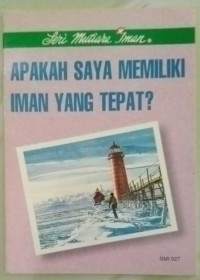 Seri Mutiara Iman
APAKAH SAYA MEMILIKI
IMAN YANG TEPAT?